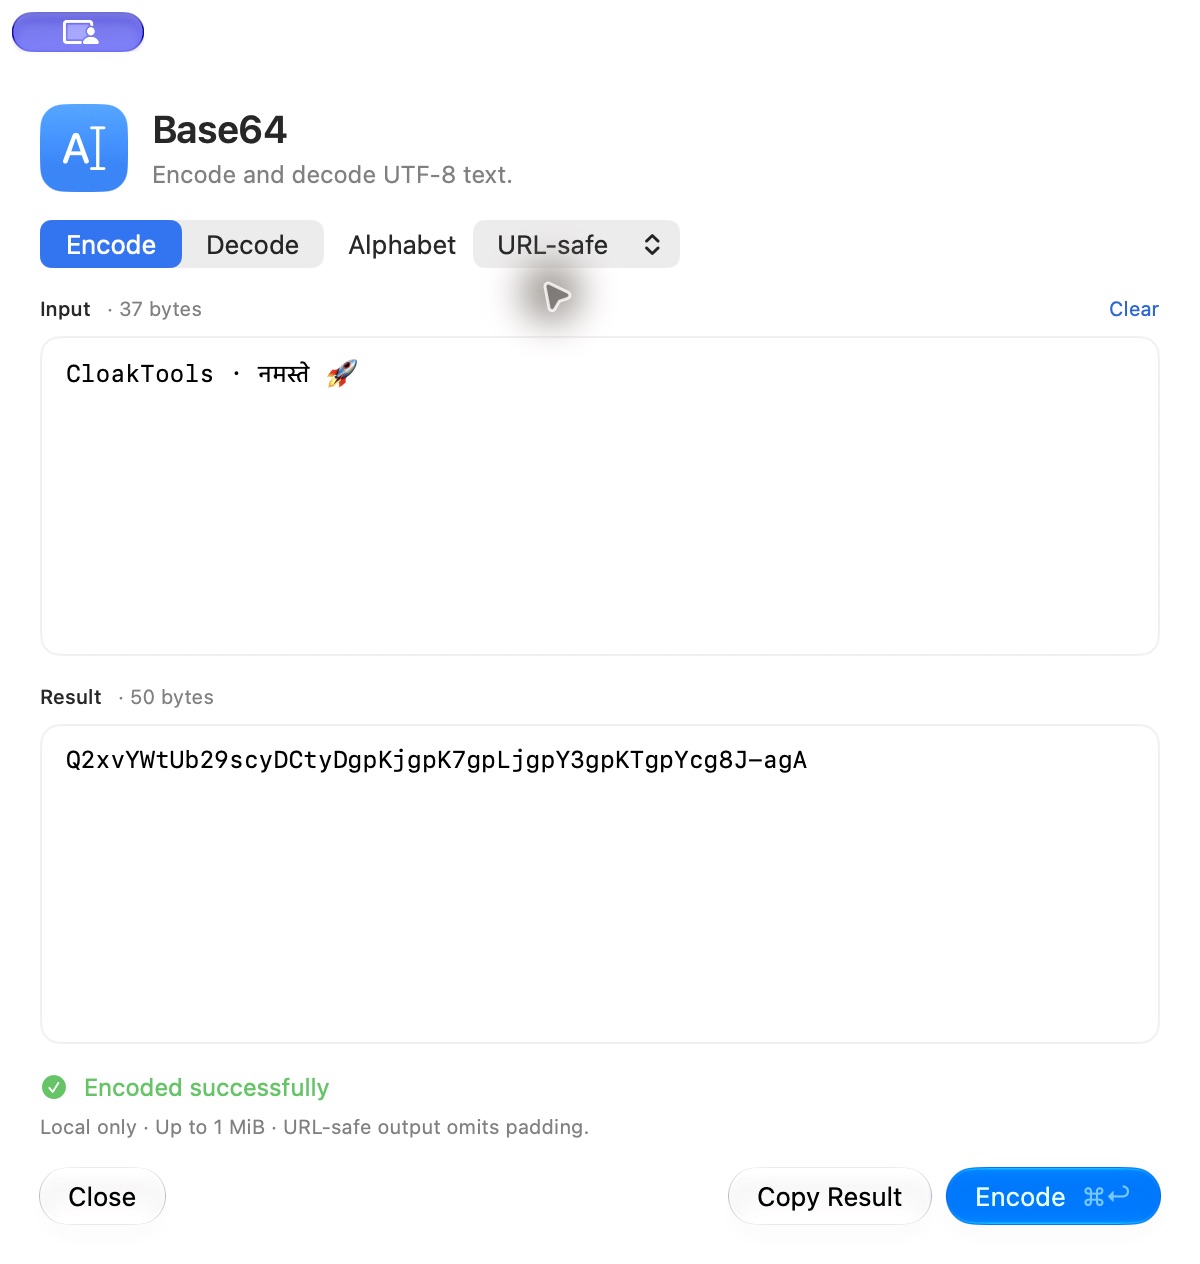 Base64
Encode and decode UTF-8 text.
Encode Decode Alphabet URL-safe
Input · 37 bytes Clear
CloakTools · नमस्ते 🚀
Result · 50 bytes
Q2xvYWtUb29scyDCtyDgpKjgpK7gpLjgpY3gpKTgpYcg8J-agA
Encoded successfully
Local only · Up to 1 MiB · URL-safe output omits padding.
Close Copy Result Encode ⌘↩